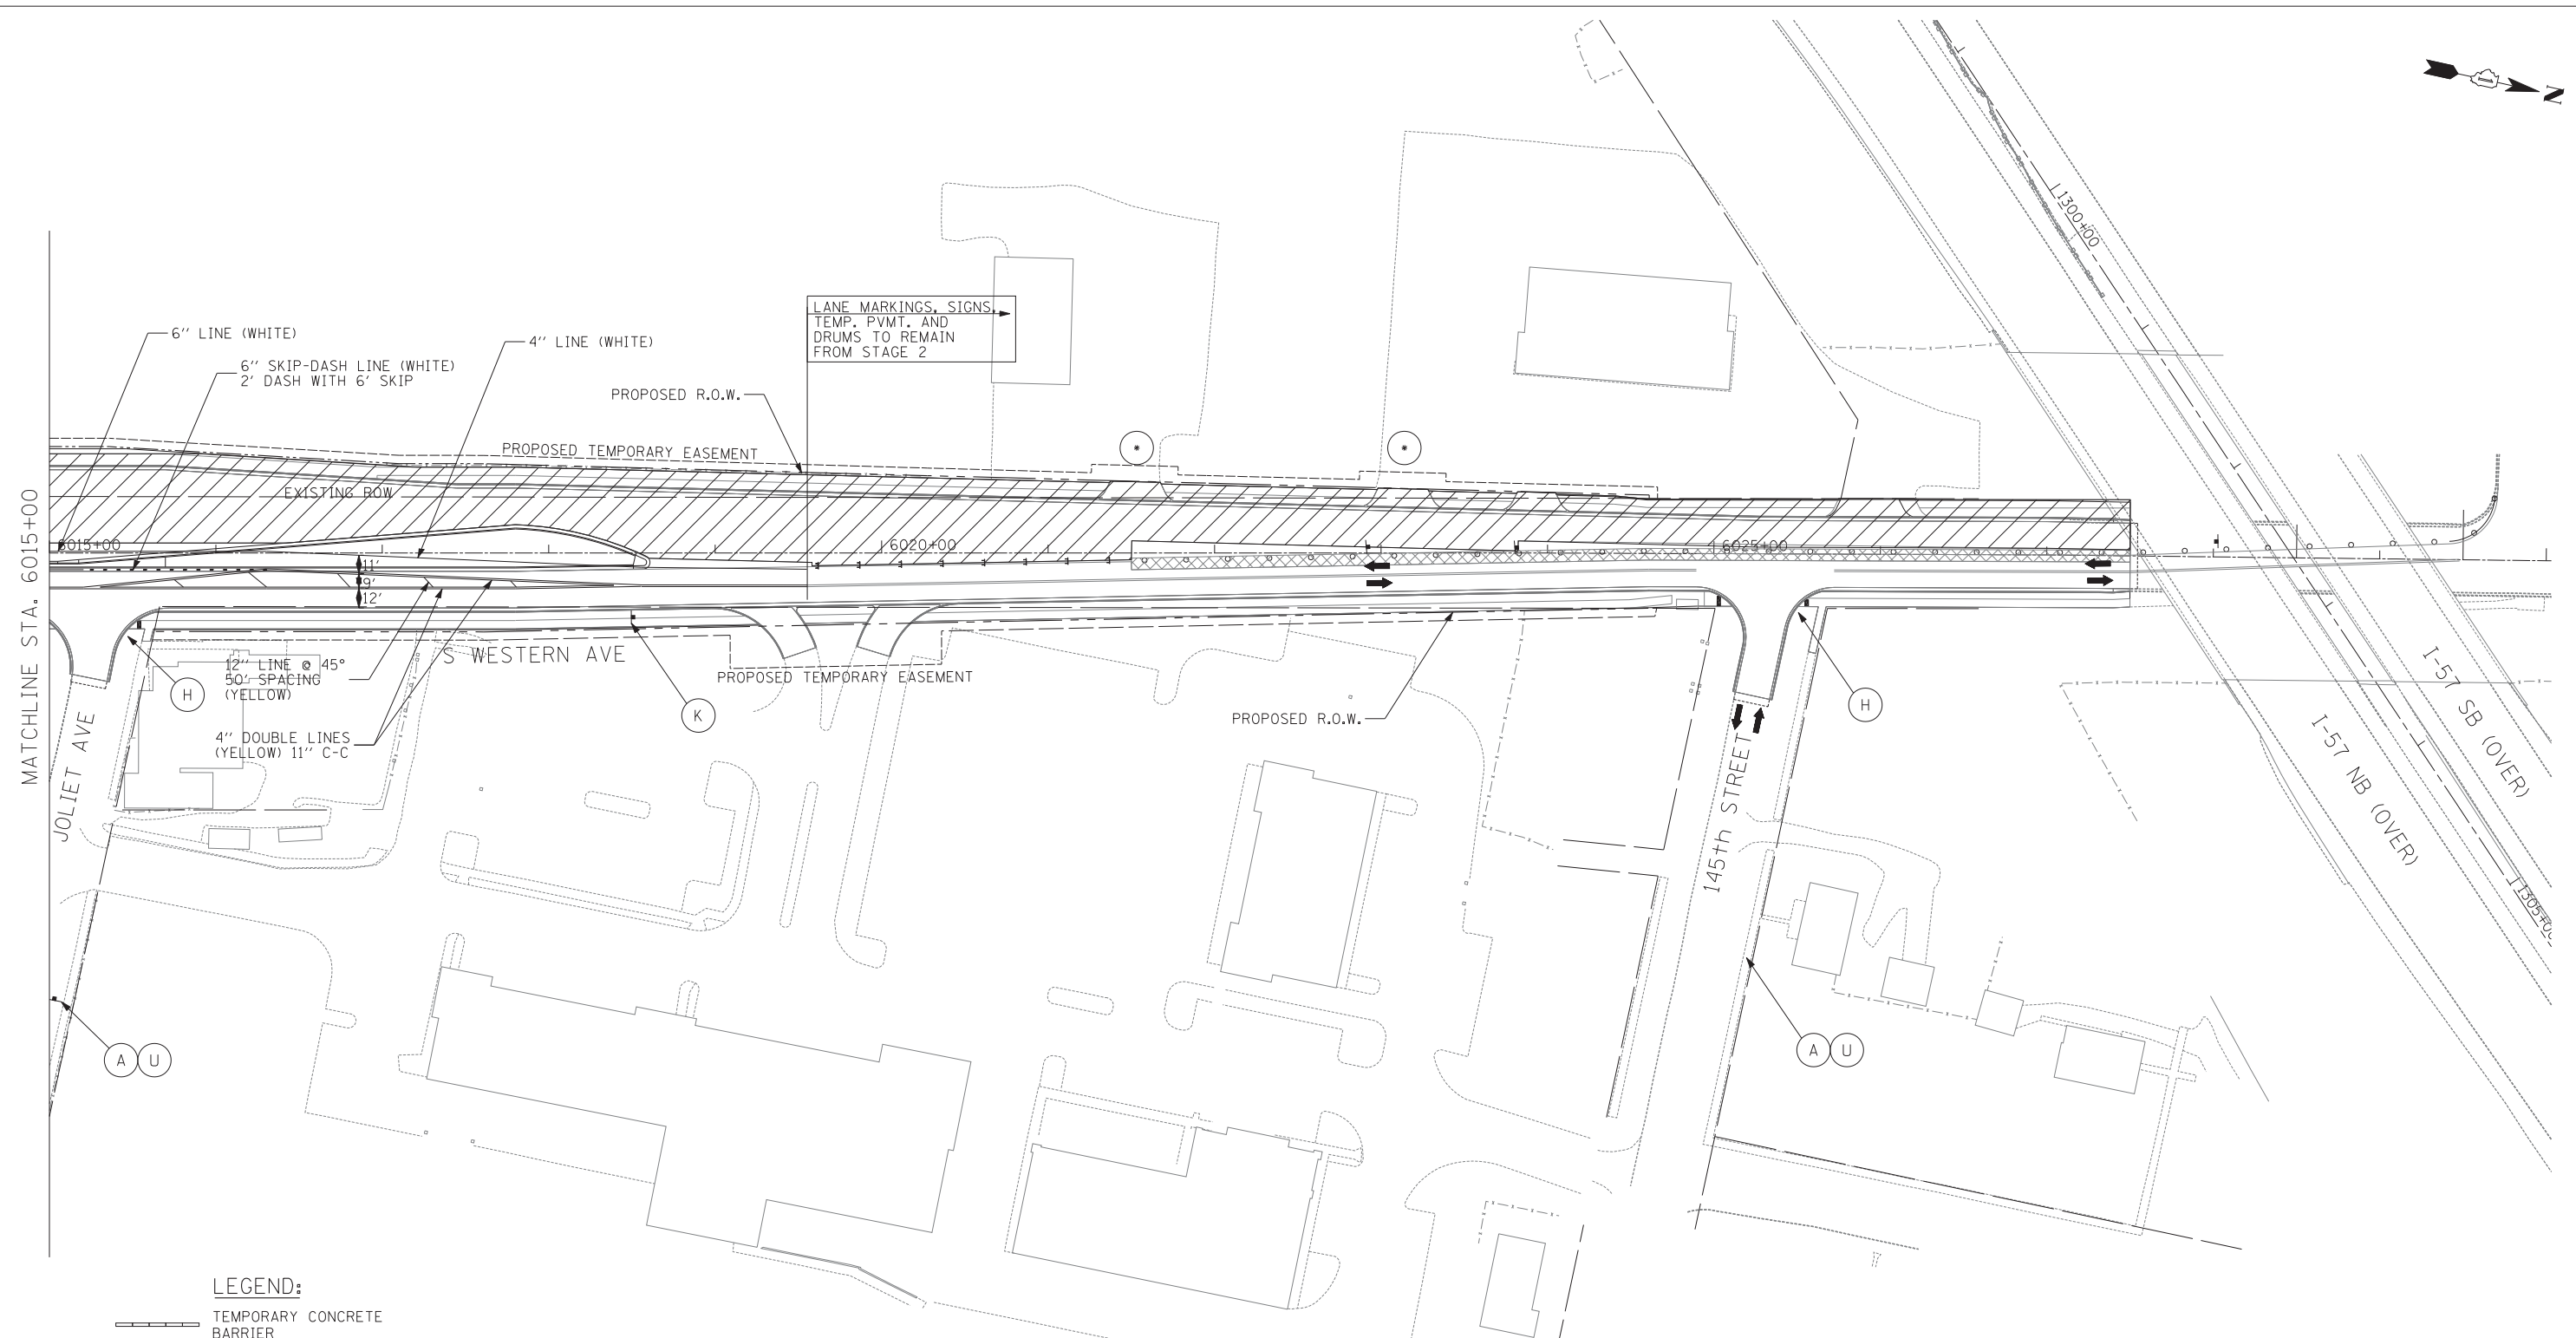 N
1300+00
LANE MARKINGS, SIGNS,
TEMP. PVMT. AND
DRUMS TO REMAIN
FROM STAGE 2
6" LINE (WHITE)
4" LINE (WHITE)
6" SKIP-DASH LINE (WHITE)
2' DASH WITH 6' SKIP
PROPOSED R.O.W.
PROPOSED TEMPORARY EASEMENT
*
*
EXISTING ROW
MATCHLINE STA. 6015+00
6015+00
6020+00
6025+00
11'
9'
12'
S WESTERN AVE
12" LINE @ 45°
50' SPACING
(YELLOW)
H
K
PROPOSED TEMPORARY EASEMENT
PROPOSED R.O.W.
H
4" DOUBLE LINES
(YELLOW) 11" C-C
JOLIET AVE
145th STREET
I-57 SB (OVER)
I-57 NB (OVER)
1305+00
A
U
A
U
LEGEND:
TEMPORARY CONCRETE
BARRIER